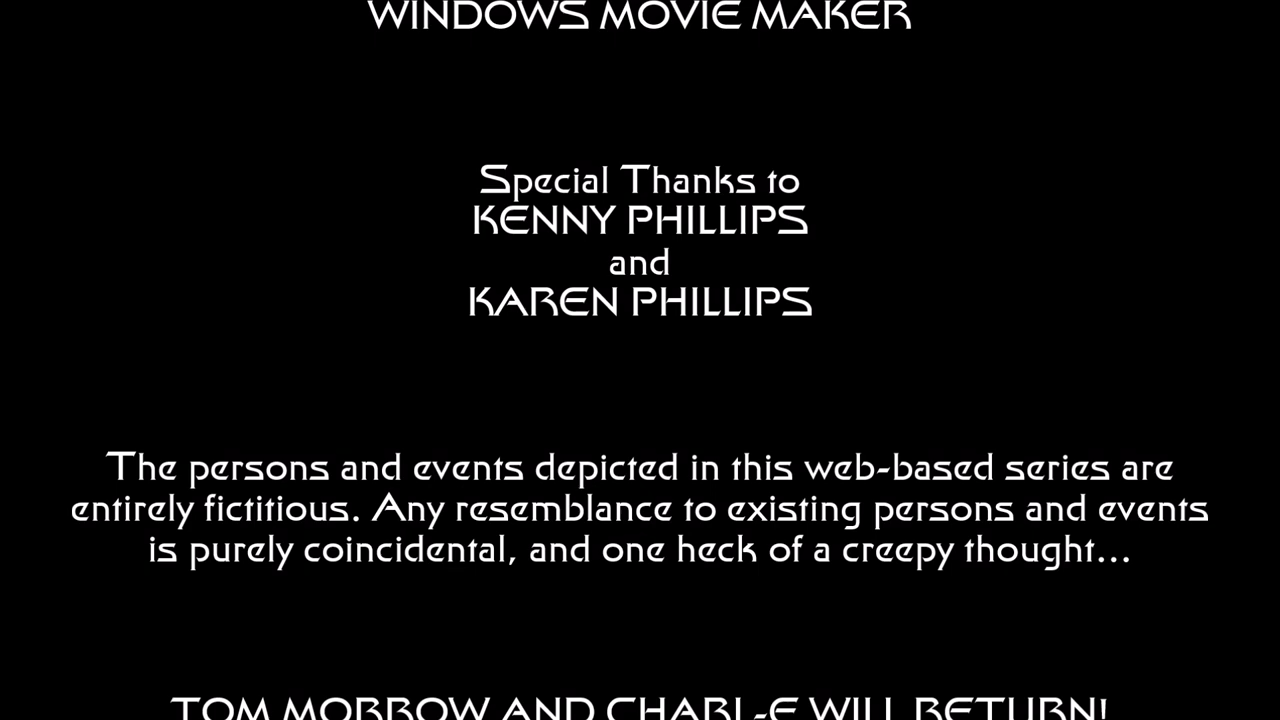 WINDOWS MOVIE MAKER
Special Thanks to
KENNY PHILLIPS
and
KAREN PHILLIPS
The persons and events depicted in this web-based series are
entirely fictitious. Any resemblance to existing persons and events
is purely coincidental, and one heck of a creepy thought...
TOM MORROW AND CHARL-E WILL RETURN!